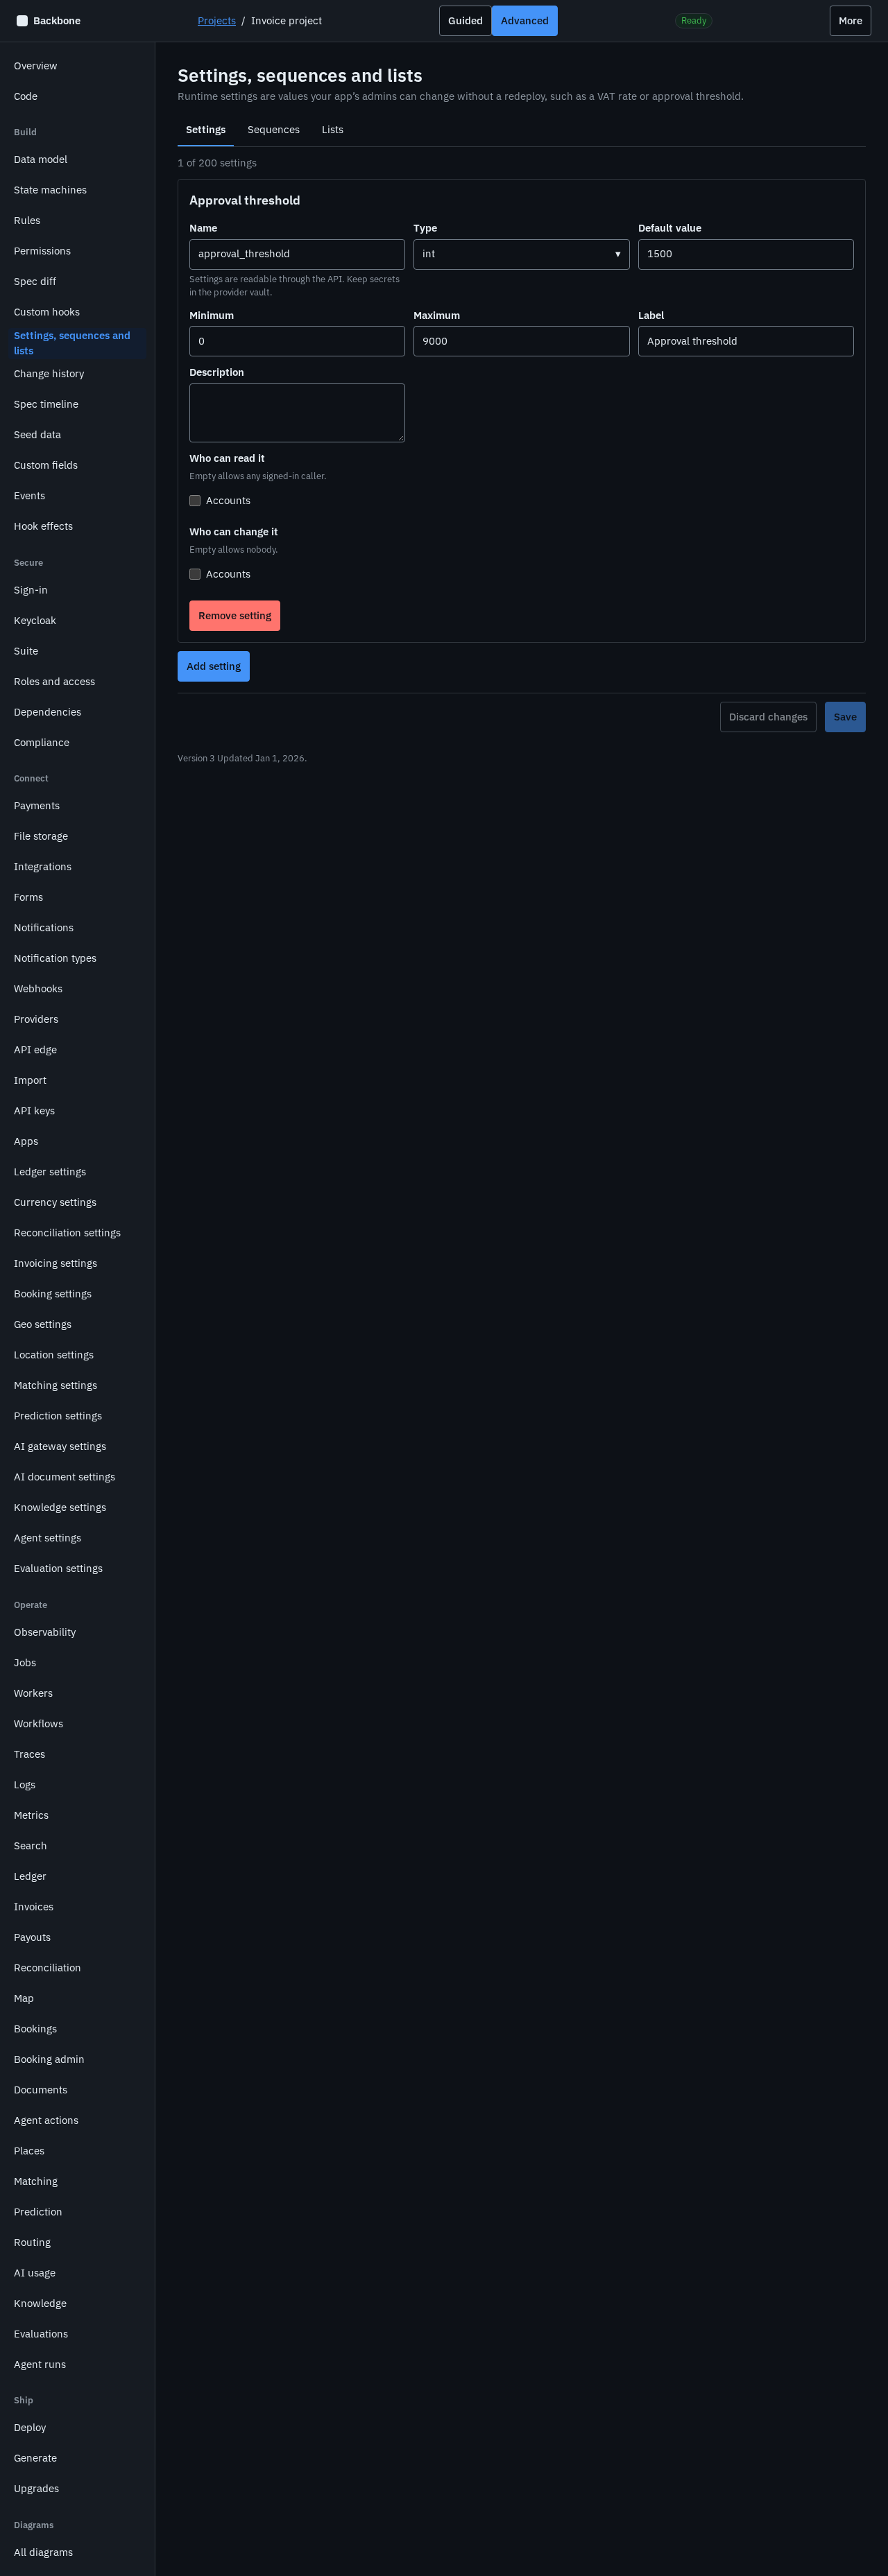 Backbone
Projects / Invoice project
Guided
Advanced
Ready
More
Overview
Code
Build
Data model
State machines
Rules
Permissions
Spec diff
Custom hooks
Settings, sequences and
lists
Change history
Spec timeline
Seed data
Custom fields
Events
Hook effects
Secure
Sign-in
Keycloak
Suite
Roles and access
Dependencies
Compliance
Connect
Payments
File storage
Integrations
Forms
Notifications
Notification types
Webhooks
Providers
API edge
Import
API keys
Apps
Ledger settings
Currency settings
Reconciliation settings
Invoicing settings
Booking settings
Geo settings
Location settings
Matching settings
Prediction settings
AI gateway settings
AI document settings
Knowledge settings
Agent settings
Evaluation settings
Operate
Observability
Jobs
Workers
Workflows
Traces
Logs
Metrics
Search
Ledger
Invoices
Payouts
Reconciliation
Map
Bookings
Booking admin
Documents
Agent actions
Places
Matching
Prediction
Routing
AI usage
Knowledge
Evaluations
Agent runs
Ship
Deploy
Generate
Upgrades
Diagrams
All diagrams
Settings, sequences and lists
Runtime settings are values your app’s admins can change without a redeploy, such as a VAT rate or approval threshold.
Settings Sequences Lists
1 of 200 settings
Approval threshold
Name Type Default value
approval_threshold int 1500
Settings are readable through the API. Keep secrets
in the provider vault.
Minimum Maximum Label
0 9000 Approval threshold
Description
Who can read it
Empty allows any signed-in caller.
Accounts
Who can change it
Empty allows nobody.
Accounts
Remove setting
Add setting
Discard changes Save
Version 3 Updated Jan 1, 2026.